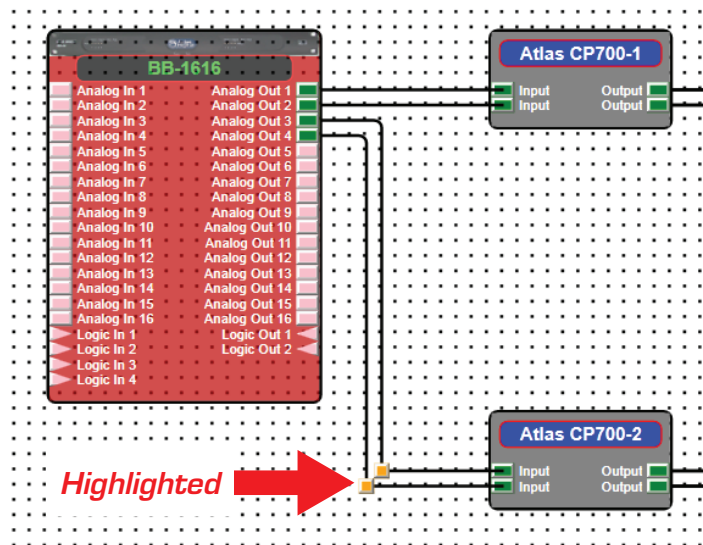 BB-1616
Analog In 1 Analog Out 1
Analog In 2 Analog Out 2
Analog In 3 Analog Out 3
Analog In 4 Analog Out 4
Analog In 5 Analog Out 5
Analog In 6 Analog Out 6
Analog In 7 Analog Out 7
Analog In 8 Analog Out 8
Analog In 9 Analog Out 9
Analog In 10 Analog Out 10
Analog In 11 Analog Out 11
Analog In 12 Analog Out 12
Analog In 13 Analog Out 13
Analog In 14 Analog Out 14
Analog In 15 Analog Out 15
Analog In 16 Analog Out 16
Logic In 1 Logic Out 1
Logic In 2 Logic Out 2
Logic In 3
Logic In 4
Atlas CP700-1
Input Output
Input Output
Atlas CP700-2
Input Output
Input Output
Highlighted